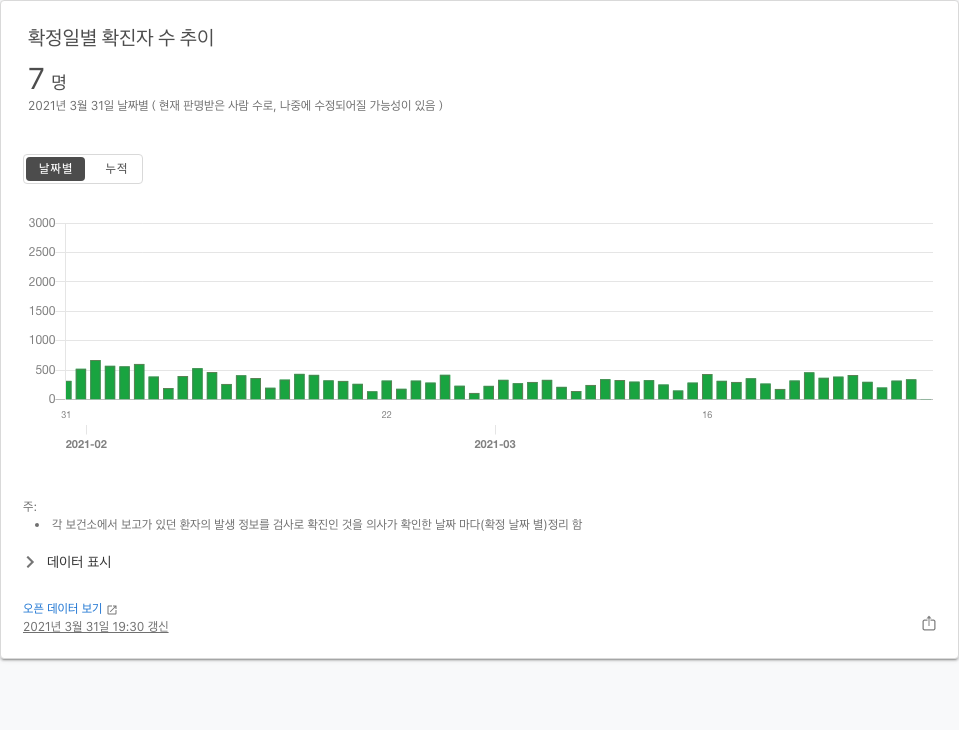 확정일별 확진자 수 추이
7 명
2021년 3월 31일 날짜별 ( 현재 판명받은 사람 수로, 나중에 수정되어질 가능성이 있음 )
날짜별 누적
3000
2500
2000
1500
1000
500
0
31 22 16
2021-02 2021-03
주:
• 각 보건소에서 보고가 있던 환자의 발생 정보를 검사로 확진인 것을 의사가 확인한 날짜 마다(확정 날짜 별)정리 함
데이터 표시
오픈 데이터 보기
2021년 3월 31일 19:30 갱신